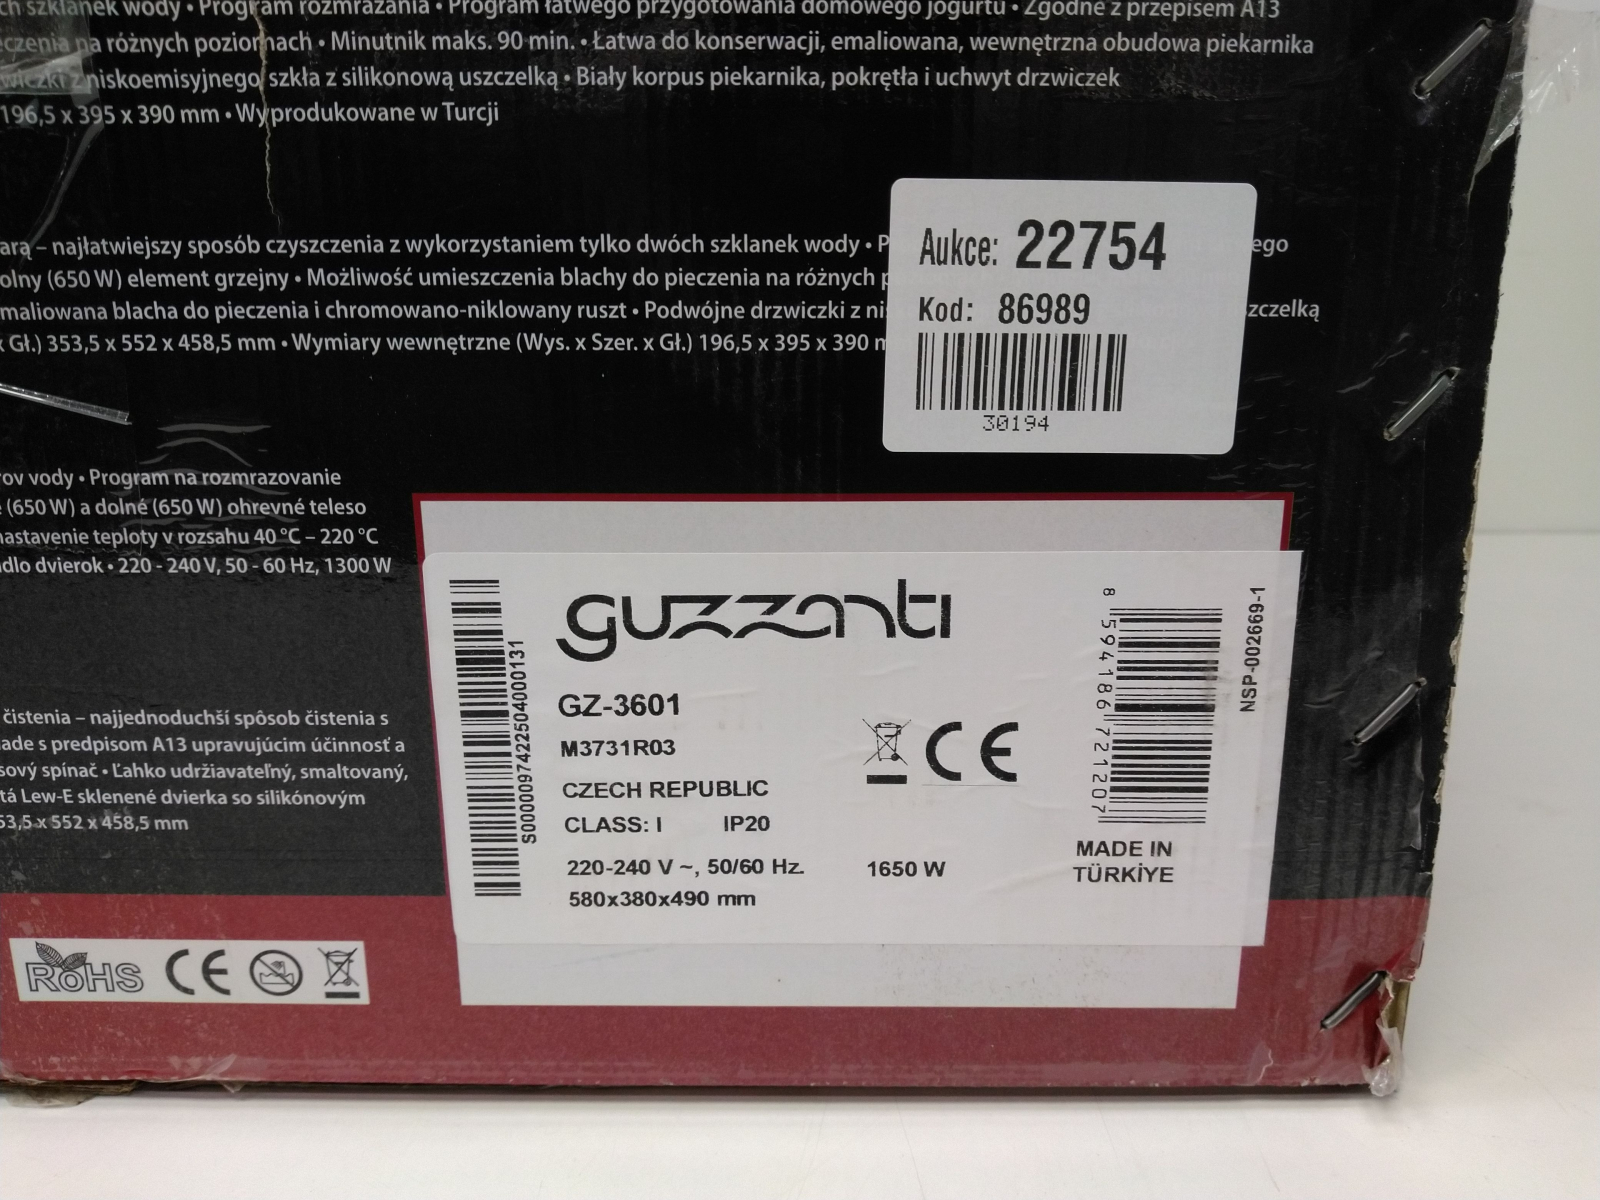 ch szklanek wody • Program rozmrażania • Program łatwego przygotowania domowego jogurtu • Zgodne z przepisem A13
czenia na różnych poziomach • Minutnik maks. 90 min. • Łatwa do konserwacji, emaliowana, wewnętrzna obudowa piekarnika
wiczki z niskoemisyjnego szkła z silikonową uszczelką • Biały korpus piekarnika, pokrętła i uchwyt drzwiczek
196,5 x 395 x 390 mm • Wyprodukowane w Turcji
arą – najłatwiejszy sposób czyszczenia z wykorzystaniem tylko dwóch szklanek wody • P ego
olny (650 W) element grzejny • Możliwość umieszczenia blachy do pieczenia na różnych p
maliowana blacha do pieczenia i chromowano-niklowany ruszt • Podwójne drzwiczki z nis zczelką
x Gł.) 353,5 x 552 x 458,5 mm • Wymiary wewnętrzne (Wys. x Szer. x Gł.) 196,5 x 395 x 390 m
Aukce: 22754
Kod: 86989
30194
rov vody • Program na rozmrazovanie
(650 W) a dolné (650 W) ohrevné teleso
nastavenie teploty v rozsahu 40 °C – 220 °C
dlo dvierok • 220 - 240 V, 50 - 60 Hz, 1300 W
čistenia – najjednoduchší spôsob čistenia s
lade s predpisom A13 upravujúcim účinnosť a
sový spínač • Ľahko udržiavateľný, smaltovaný,
tá Lew-E sklenené dvierka so silikónovým
53,5 x 552 x 458,5 mm
guzzanti
GZ-3601
M3731R03
CZECH REPUBLIC
CLASS: I IP20
220-240 V ~, 50/60 Hz. 1650 W
580x380x490 mm
S0000097422504000131
CE
8 594186 721207
NSP-002669-1
MADE IN
TÜRKİYE
RoHS CE